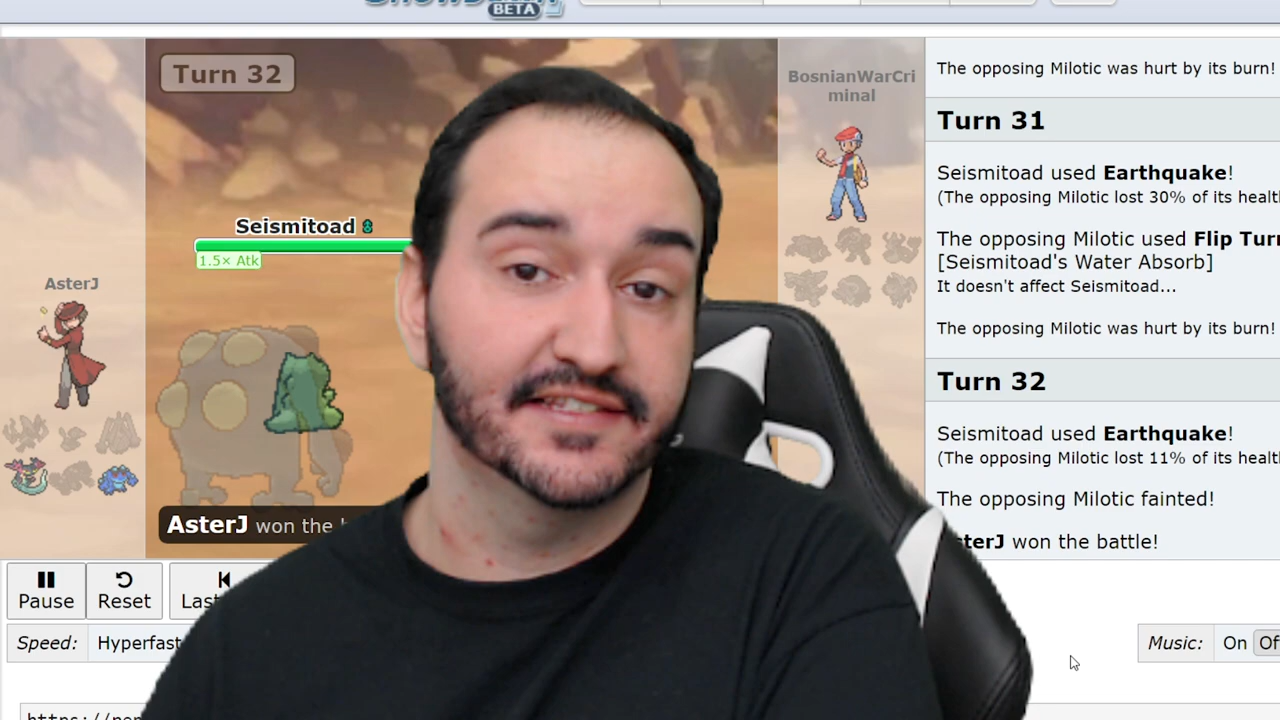 BETA
Turn 32
BosnianWarCri
minal
The opposing Milotic was hurt by its burn!
Turn 31
Seismitoad used Earthquake!
(The opposing Milotic lost 30% of its healt
Seismitoad
1.5× Atk
The opposing Milotic used Flip Turn
[Seismitoad's Water Absorb]
It doesn't affect Seismitoad...
AsterJ
The opposing Milotic was hurt by its burn!
Turn 32
Seismitoad used Earthquake!
(The opposing Milotic lost 11% of its healt
The opposing Milotic fainted!
AsterJ won the
sterJ won the battle!
Pause
Reset
Las
Speed: Hyperfast
Music: On Of